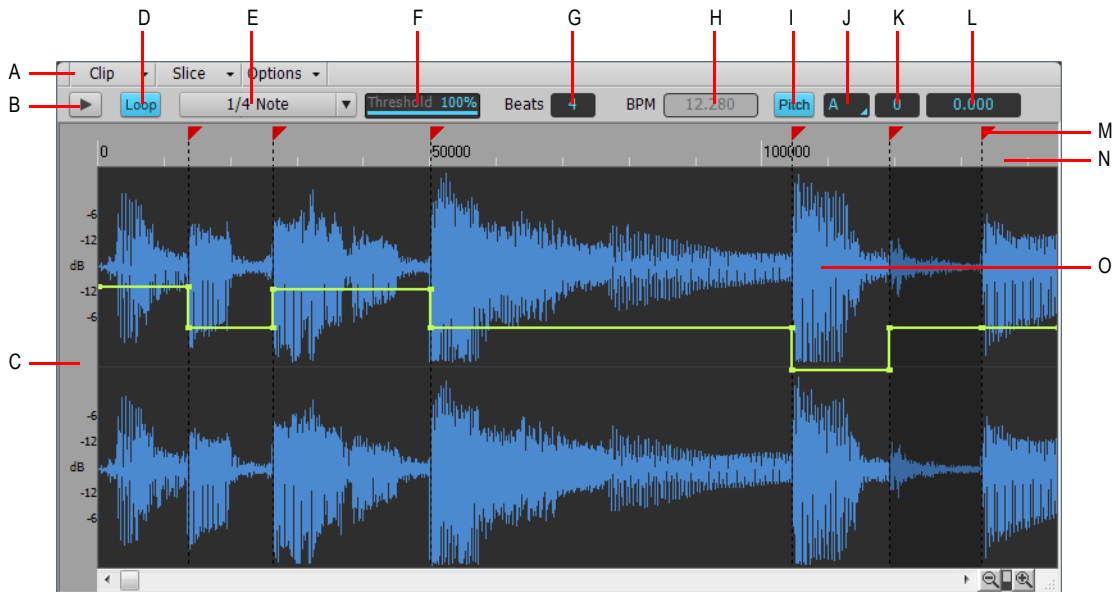 D E F G H I J K L
A Clip Slice Options
B Loop 1/4 Note Threshold 100% Beats 4 BPM 12.280 Pitch A 0 0.000
M
0 50000 100000
N
-6
-12
dB
O
-12
-6
C
-6
-12
dB
-12
-6